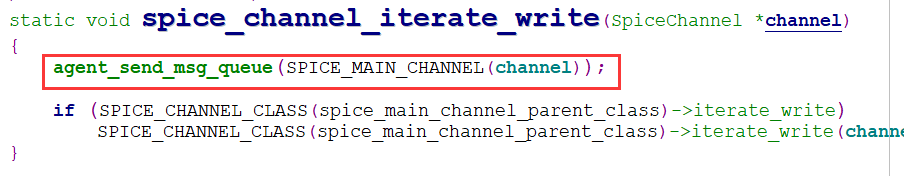 static void spice_channel_iterate_write(SpiceChannel *channel)
{
agent_send_msg_queue(SPICE_MAIN_CHANNEL(channel));
if (SPICE_CHANNEL_CLASS(spice_main_channel_parent_class)->iterate_write)
SPICE_CHANNEL_CLASS(spice_main_channel_parent_class)->iterate_write(channe
}